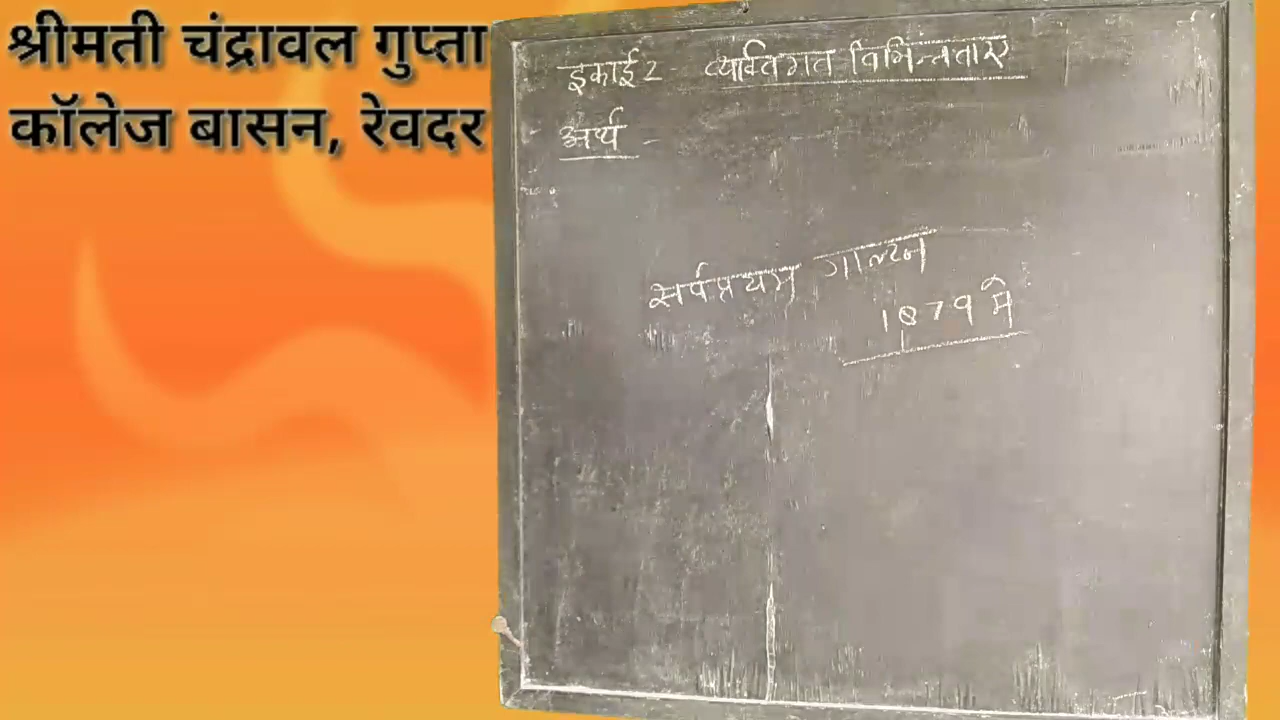 श्रीमती चंद्रावल गुप्ता
कॉलेज बासन, रेवदर
इकाई 2 व्यक्तिगत विभिन्नताए
अर्थ -
सर्वप्रथम गाल्टन
1879 में